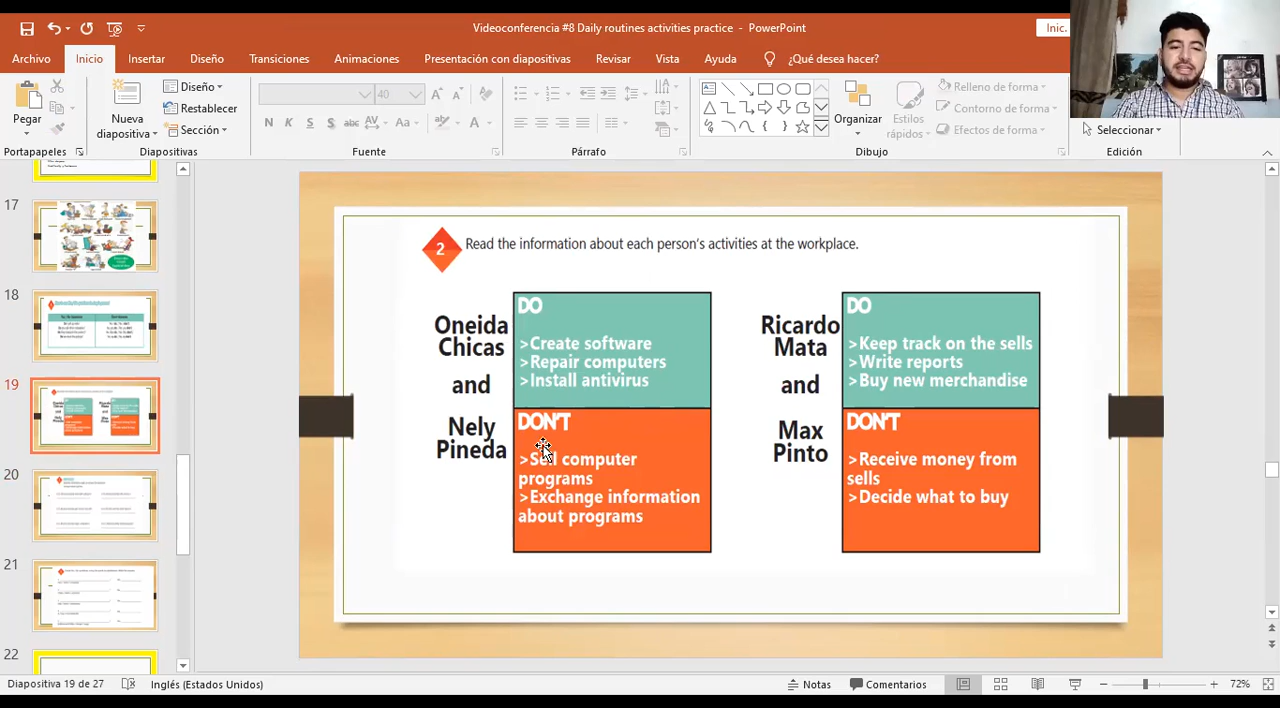 Videoconferencia #8 Daily routines activities practice - PowerPoint
Inic.
Archivo Inicio Insertar Diseño Transiciones Animaciones Presentación con diapositivas Revisar Vista Ayuda ¿Qué desea hacer?
Pegar
Portapapeles
Nueva
diapositiva
Diseño
Restablecer
Sección
Diapositivas
40
N K S S abc AV Aa A
Fuente
Párrafo
Organizar
Estilos
rápidos
Relleno de forma
Contorno de forma
Efectos de forma
Dibujo
Seleccionar
Edición
17
18
19
20
21
22
2
Read the information about each person's activities at the workplace.
Oneida
Chicas
and
Nely
Pineda
DO
>Create software
>Repair computers
>Install antivirus
DON'T
>Sell computer
programs
>Exchange information
about programs
Ricardo
Mata
and
Max
Pinto
DO
>Keep track on the sells
>Write reports
>Buy new merchandise
DON'T
>Receive money from
sells
>Decide what to buy
Diapositiva 19 de 27 Inglés (Estados Unidos) Notas Comentarios 72%